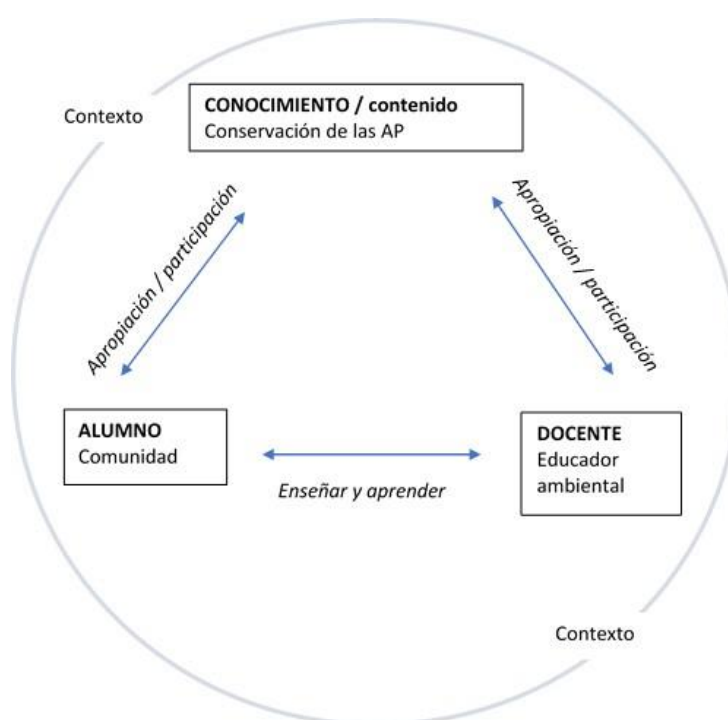 CONOCIMIENTO / contenido
Contexto
Conservación de las AP
Apropiación / participación
Apropiación / participación
ALUMNO
Comunidad
DOCENTE
Educador
ambiental
Enseñar y aprender
Contexto